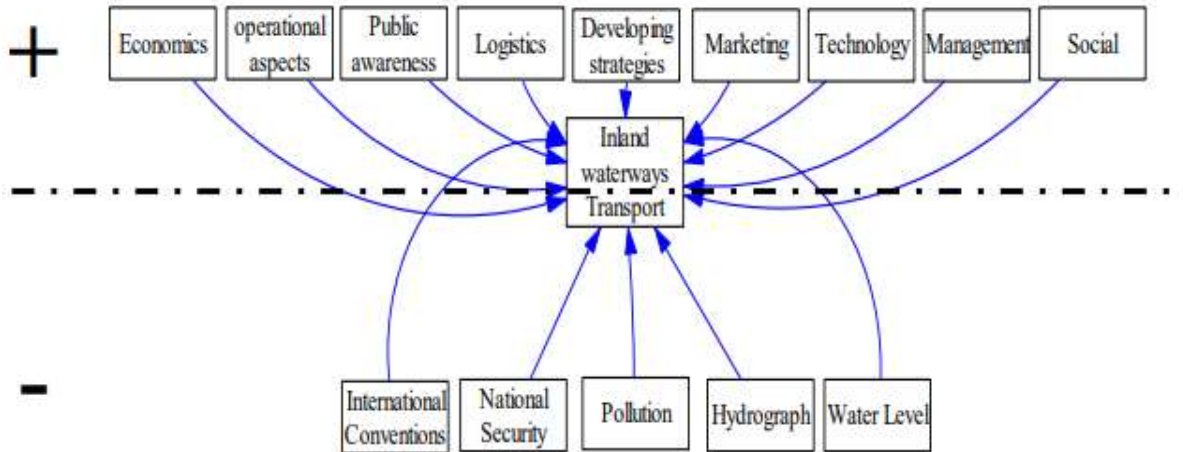 +
Economics
operational
aspects
Public
awareness
Logistics
Developing
strategies
Marketing
Technology
Management
Social
Inland
waterways
Transport
-
International
Conventions
National
Security
Pollution
Hydrograph
Water Level